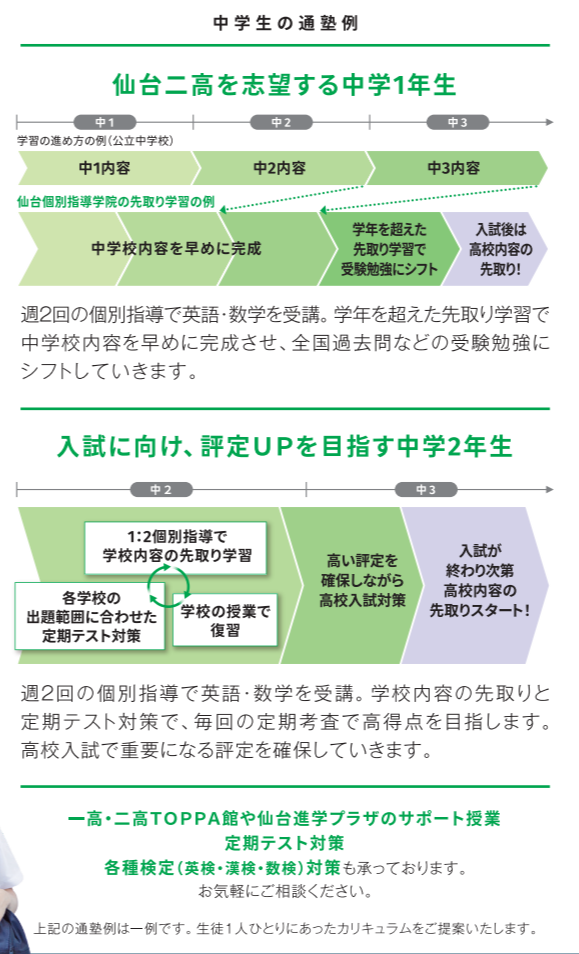 中学生の通塾例
仙台二高を志望する中学1年生
中1
中2
中3
学習の進め方の例(公立中学校)
中1内容
中2内容
中3内容
仙台個別指導学院の先取り学習の例
中学校内容を早めに完成
学年を超えた
先取り学習で
受験勉強にシフト
入試後は
高校内容の
先取り!
週2回の個別指導で英語・数学を受講。学年を超えた先取り学習で
中学校内容を早めに完成させ、全国過去問などの受験勉強に
シフトしていきます。
入試に向け、評定UPを目指す中学2年生
中2
中3
1:2個別指導で
学校内容の先取り学習
各学校の
出題範囲に合わせた
定期テスト対策
学校の授業で
復習
高い評定を
確保しながら
高校入試対策
入試が
終わり次第
高校内容の
先取りスタート!
週2回の個別指導で英語・数学を受講。学校内容の先取りと
定期テスト対策で、毎回の定期考査で高得点を目指します。
高校入試で重要になる評定を確保していきます。
一高・二高TOPPA館や仙台進学プラザのサポート授業
定期テスト対策
各種検定(英検・漢検・数検)対策も承っております。
お気軽にご相談ください。
上記の通塾例は一例です。生徒1人ひとりにあったカリキュラムをご提案いたします。